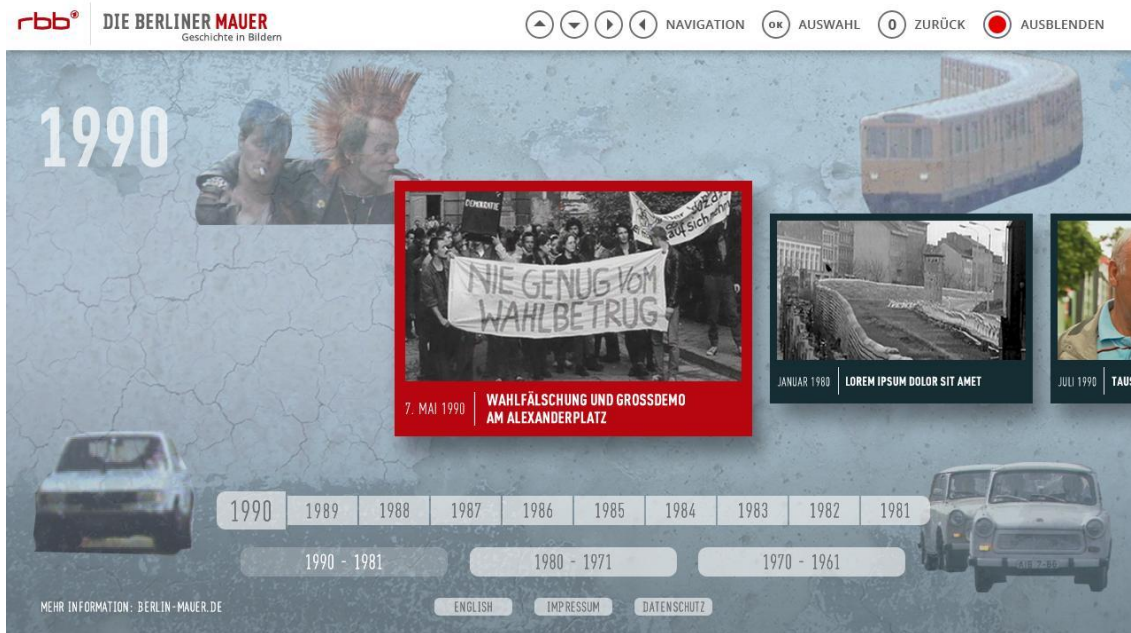 rbb
DIE BERLINER MAUER
Geschichte in Bildern
NAVIGATION
OK
AUSWAHL
0
ZURÜCK
AUSBLENDEN
1990
DEMOKRATIE
auf sich
NIE GENUG VOM
WAHLBETRUG
7. MAI 1990
WAHLFÄLSCHUNG UND GROSSDEMO
AM ALEXANDERPLATZ
JANUAR 1980
LOREM IPSUM DOLOR SIT AMET
JULI 1990
TAUS
1990
1989
1988
1987
1986
1985
1984
1983
1982
1981
1990 - 1981
1980 - 1971
1970 - 1961
MEHR INFORMATION: BERLIN-MAUER.DE
ENGLISH
IMPRESSUM
DATENSCHUTZ